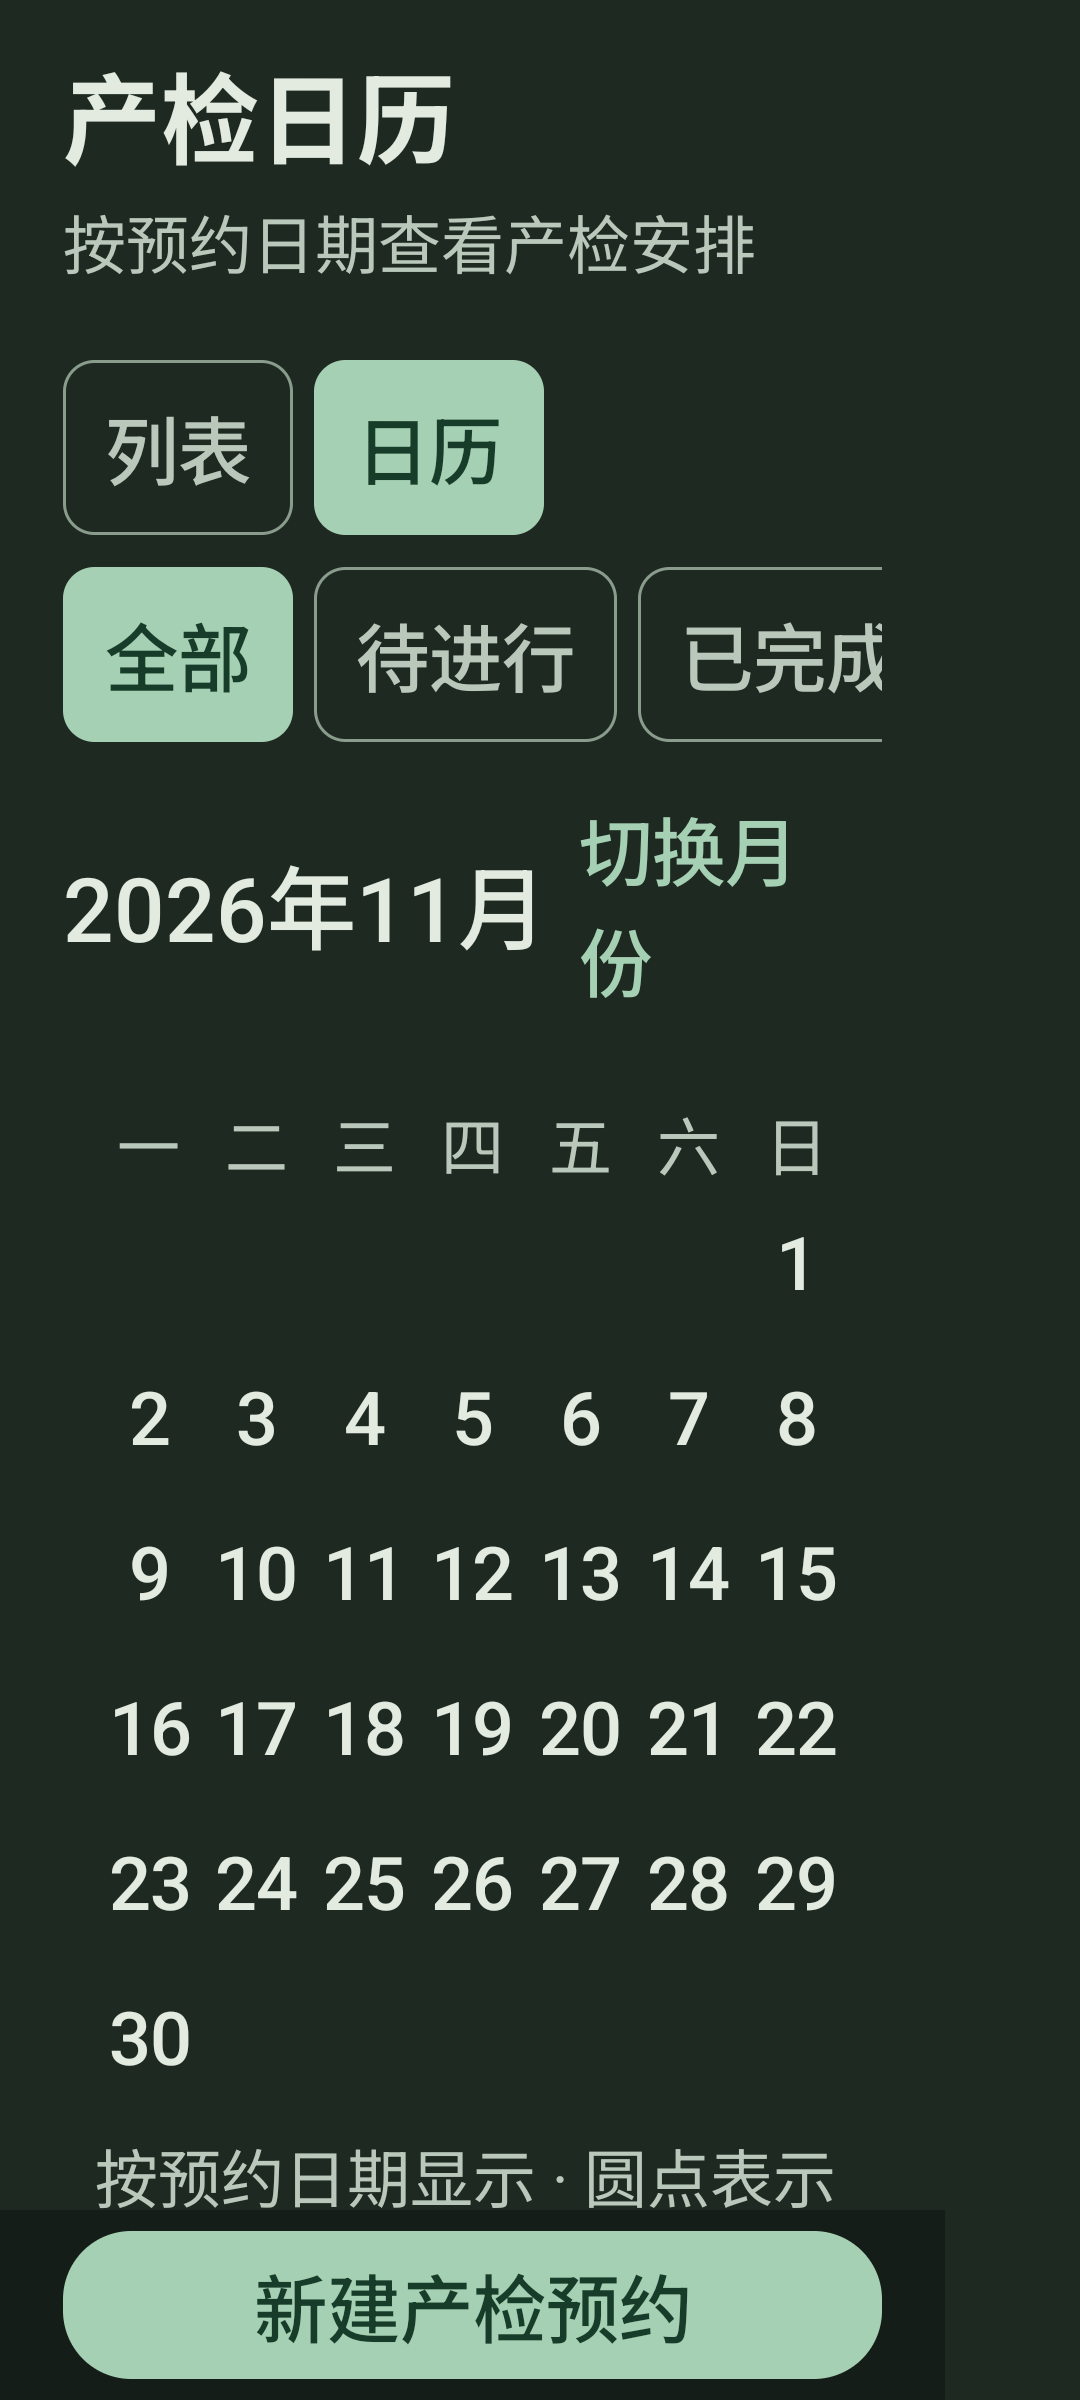 产检日历
按预约日期查看产检安排
列表 日历
全部 待进行 已完成
2026年11月 切换月份
一 二 三 四 五 六 日
1
2 3 4 5 6 7 8
9 10 11 12 13 14 15
16 17 18 19 20 21 22
23 24 25 26 27 28 29
30
按预约日期显示 · 圆点表示
新建产检预约